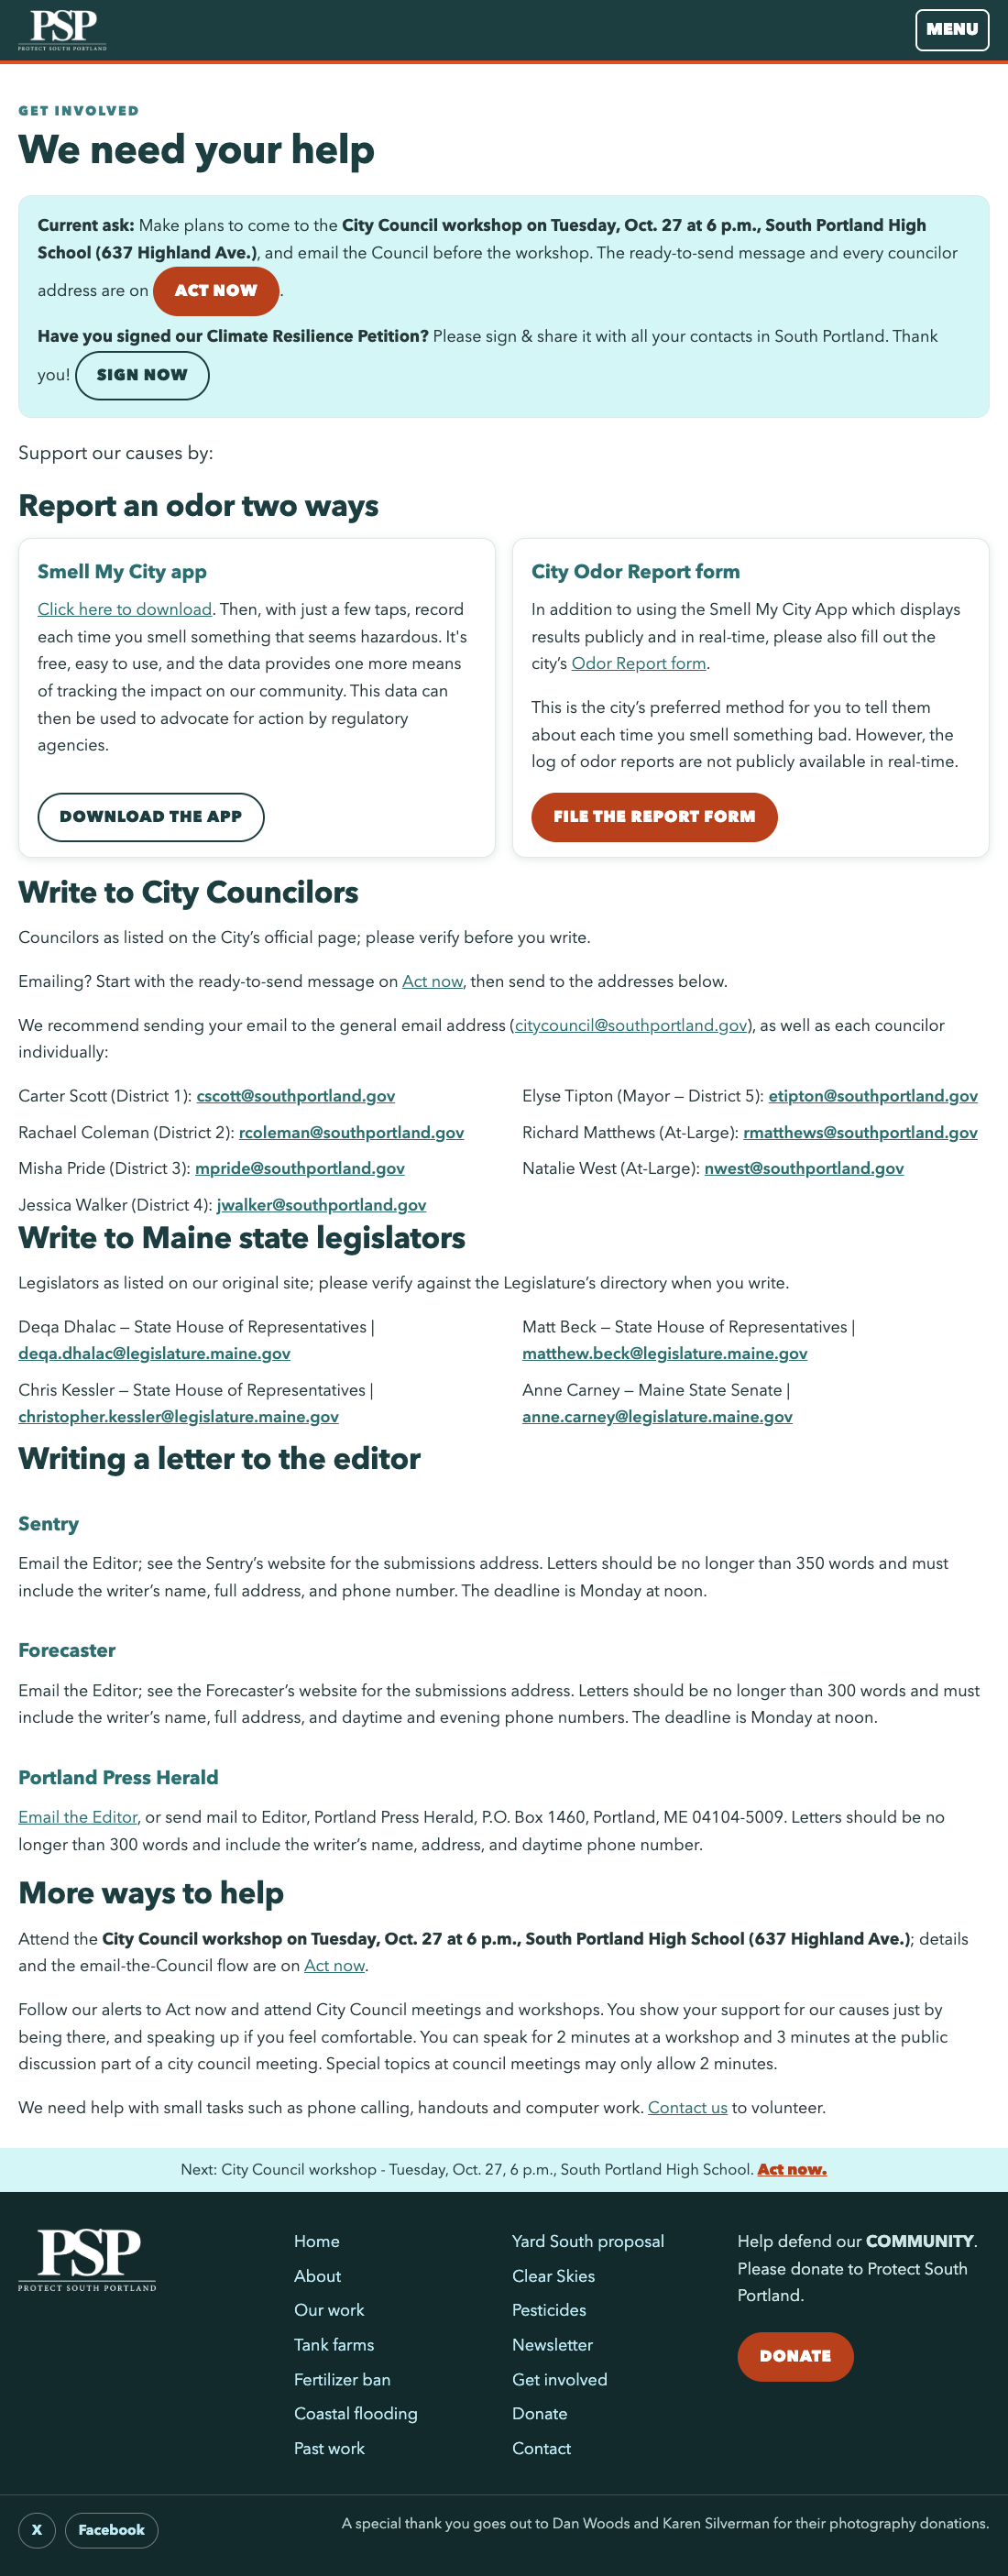 PSP
PROTECT SOUTH PORTLAND
MENU
GET INVOLVED
We need your help
Current ask: Make plans to come to the City Council workshop on Tuesday, Oct. 27 at 6 p.m., South Portland High
School (637 Highland Ave.), and email the Council before the workshop. The ready-to-send message and every councilor
address are on ACT NOW.
Have you signed our Climate Resilience Petition? Please sign & share it with all your contacts in South Portland. Thank
you! SIGN NOW
Support our causes by:
Report an odor two ways
Smell My City app
Click here to download. Then, with just a few taps, record
each time you smell something that seems hazardous. It's
free, easy to use, and the data provides one more means
of tracking the impact on our community. This data can
then be used to advocate for action by regulatory
agencies.
DOWNLOAD THE APP
City Odor Report form
In addition to using the Smell My City App which displays
results publicly and in real-time, please also fill out the
city’s Odor Report form.
This is the city’s preferred method for you to tell them
about each time you smell something bad. However, the
log of odor reports are not publicly available in real-time.
FILE THE REPORT FORM
Write to City Councilors
Councilors as listed on the City’s official page; please verify before you write.
Emailing? Start with the ready-to-send message on Act now, then send to the addresses below.
We recommend sending your email to the general email address (citycouncil@southportland.gov), as well as each councilor
individually:
Carter Scott (District 1): cscott@southportland.gov
Rachael Coleman (District 2): rcoleman@southportland.gov
Misha Pride (District 3): mpride@southportland.gov
Jessica Walker (District 4): jwalker@southportland.gov
Elyse Tipton (Mayor – District 5): etipton@southportland.gov
Richard Matthews (At-Large): rmatthews@southportland.gov
Natalie West (At-Large): nwest@southportland.gov
Write to Maine state legislators
Legislators as listed on our original site; please verify against the Legislature’s directory when you write.
Deqa Dhalac – State House of Representatives |
deqa.dhalac@legislature.maine.gov
Chris Kessler – State House of Representatives |
christopher.kessler@legislature.maine.gov
Matt Beck – State House of Representatives |
matthew.beck@legislature.maine.gov
Anne Carney – Maine State Senate |
anne.carney@legislature.maine.gov
Writing a letter to the editor
Sentry
Email the Editor; see the Sentry’s website for the submissions address. Letters should be no longer than 350 words and must
include the writer’s name, full address, and phone number. The deadline is Monday at noon.
Forecaster
Email the Editor; see the Forecaster’s website for the submissions address. Letters should be no longer than 300 words and must
include the writer’s name, full address, and daytime and evening phone numbers. The deadline is Monday at noon.
Portland Press Herald
Email the Editor, or send mail to Editor, Portland Press Herald, P.O. Box 1460, Portland, ME 04104-5009. Letters should be no
longer than 300 words and include the writer’s name, address, and daytime phone number.
More ways to help
Attend the City Council workshop on Tuesday, Oct. 27 at 6 p.m., South Portland High School (637 Highland Ave.); details
and the email-the-Council flow are on Act now.
Follow our alerts to Act now and attend City Council meetings and workshops. You show your support for our causes just by
being there, and speaking up if you feel comfortable. You can speak for 2 minutes at a workshop and 3 minutes at the public
discussion part of a city council meeting. Special topics at council meetings may only allow 2 minutes.
We need help with small tasks such as phone calling, handouts and computer work. Contact us to volunteer.
Next: City Council workshop - Tuesday, Oct. 27, 6 p.m., South Portland High School. Act now.
PSP
PROTECT SOUTH PORTLAND
Home
About
Our work
Tank farms
Fertilizer ban
Coastal flooding
Past work
Yard South proposal
Clear Skies
Pesticides
Newsletter
Get involved
Donate
Contact
Help defend our COMMUNITY.
Please donate to Protect South
Portland.
DONATE
X
Facebook
A special thank you goes out to Dan Woods and Karen Silverman for their photography donations.